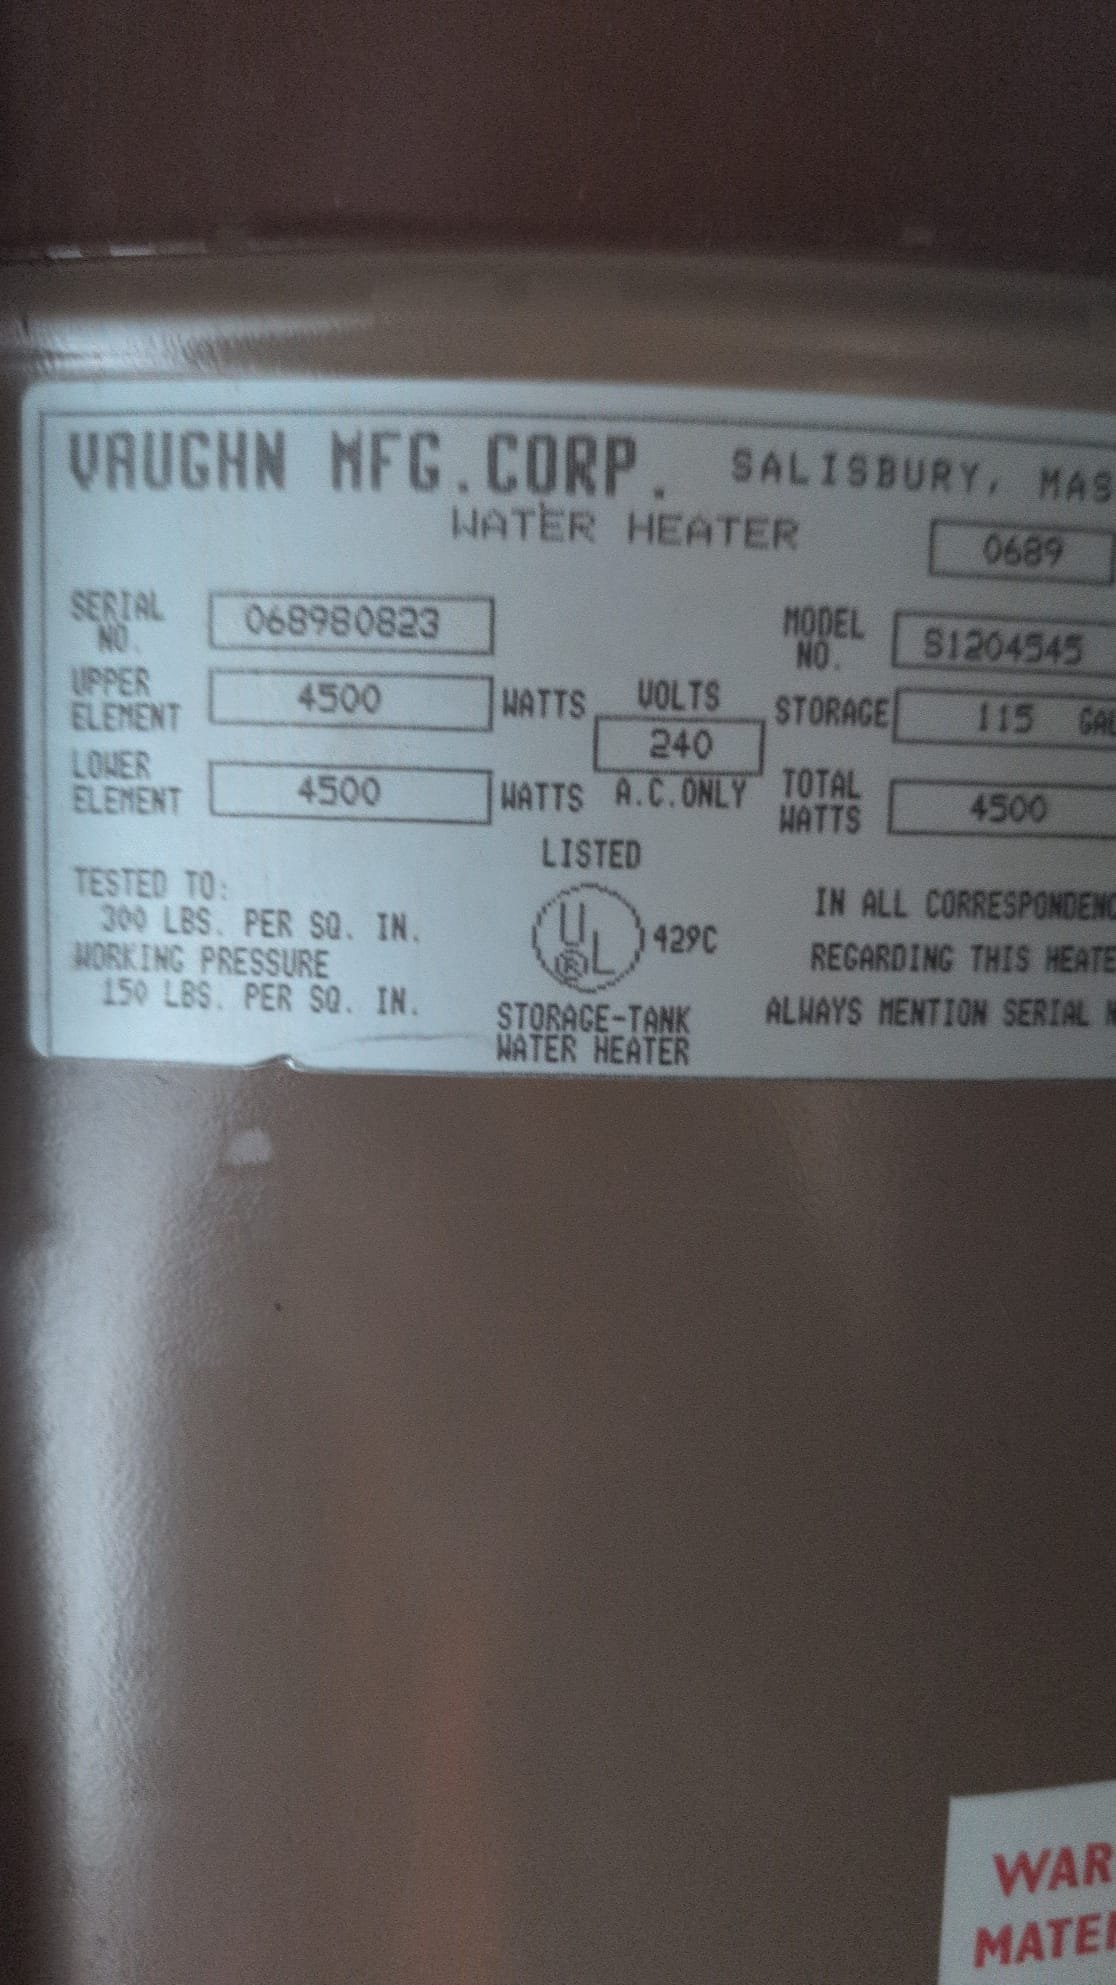 VAUGHN MFG.CORP. SALISBURY, MAS
WATER HEATER
0689
SERIAL NO. 068980823
MODEL NO. S1204545
UPPER ELEMENT 4500 WATTS
VOLTS 240 A.C.ONLY
STORAGE 115 GAL
LOWER ELEMENT 4500 WATTS
TOTAL WATTS 4500
LISTED
UL ® 429C
STORAGE-TANK
WATER HEATER
TESTED TO:
300 LBS. PER SQ. IN.
WORKING PRESSURE
150 LBS. PER SQ. IN.
IN ALL CORRESPONDENC
REGARDING THIS HEATE
ALWAYS MENTION SERIAL N
WAR
MATE